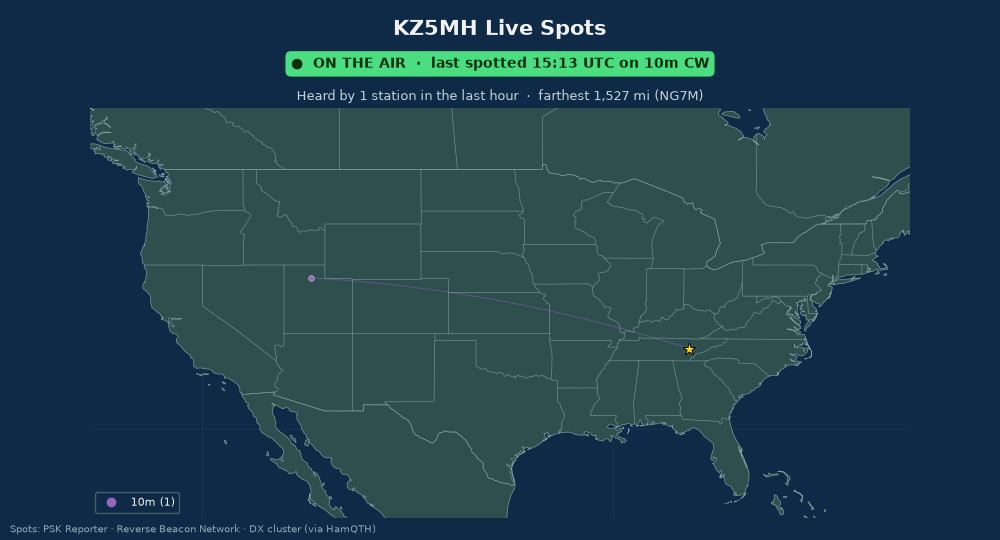 KZ5MH Live Spots
● ON THE AIR · last spotted 15:13 UTC on 10m CW
Heard by 1 station in the last hour · farthest 1,527 mi (NG7M)
10m (1)
Spots: PSK Reporter · Reverse Beacon Network · DX cluster (via HamQTH)